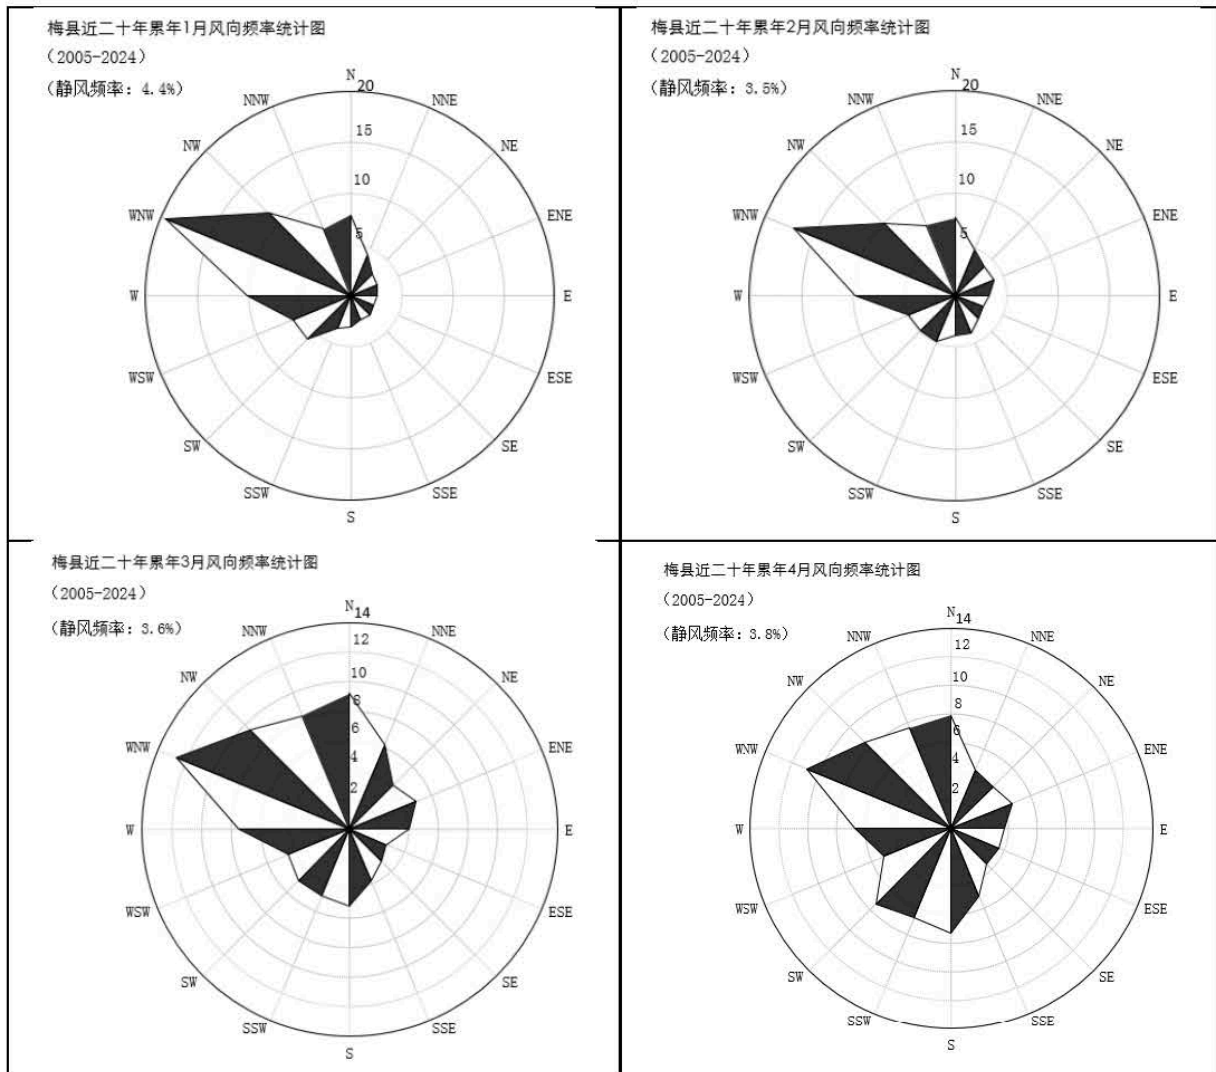 梅县近二十年累年1月风向频率统计图
（2005-2024）
（静风频率：4.4%）
N
20
NNW
NNE
15
NW
NE
10
WNW
ENE
5
W
E
WSW
ESE
SW
SE
SSW
SSE
S
梅县近二十年累年2月风向频率统计图
（2005-2024）
（静风频率：3.5%）
N
20
NNW
NNE
15
NW
NE
10
WNW
ENE
5
W
E
WSW
ESE
SW
SE
SSW
SSE
S
梅县近二十年累年3月风向频率统计图
（2005-2024）
（静风频率：3.6%）
N
14
NNW
NNE
12
NW
NE
10
8
WNW
ENE
6
4
2
W
E
WSW
ESE
SW
SE
SSW
SSE
S
梅县近二十年累年4月风向频率统计图
（2005-2024）
（静风频率：3.8%）
N
14
NNW
NNE
12
NW
NE
10
8
WNW
ENE
6
4
2
W
E
WSW
ESE
SW
SE
SSW
SSE
S